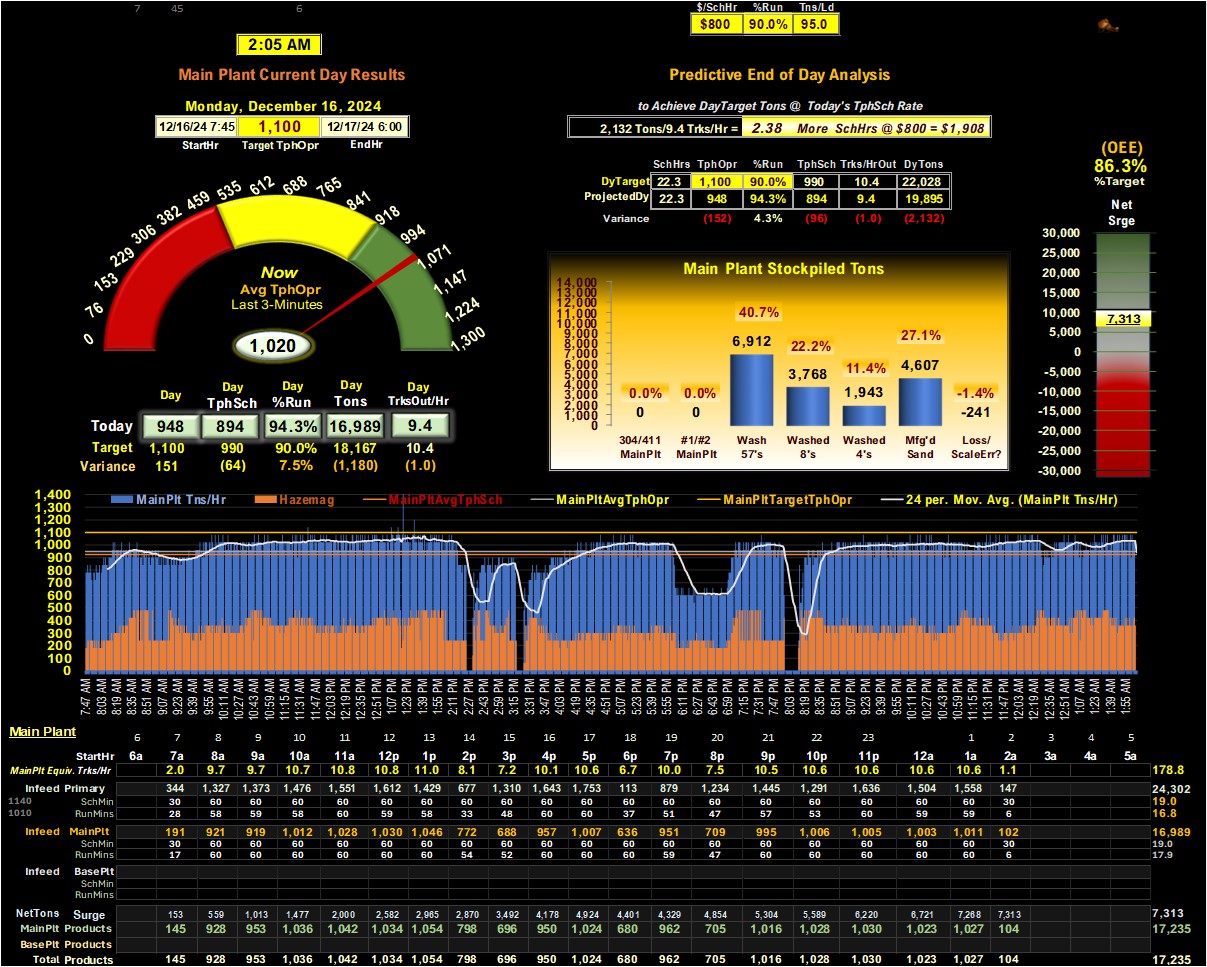 7 45 6
$/SchHr %Run Tns/Ld
$800 90.0% 95.0
2:05 AM
Main Plant Current Day Results
Predictive End of Day Analysis
Monday, December 16, 2024
to Achieve DayTarget Tons @ Today's TphSch Rate
12/16/24 7:45 1,100 12/17/24 6:00
StartHr Target TphOpr EndHr
2,132 Tons/9.4 Trks/Hr = 2.38 More SchHrs @ $800 = $1,908
(OEE)
86.3%
%Target
SchHrs TphOpr %Run TphSch Trks/HrOut DyTons
DyTarget 22.3 1,100 90.0% 990 10.4 22,028
ProjectedDy 22.3 948 94.3% 894 9.4 19,895
Variance (152) 4.3% (96) (1.0) (2,132)
0 76 153 229 306 382 459 535 612 688 765 841 918 994 1,071 1,147 1,224 1,300
Now
Avg TphOpr
Last 3-Minutes
1,020
Net
Srge
30,000
25,000
20,000
15,000
10,000
7,313
5,000
0
-5,000
-10,000
-15,000
-20,000
-25,000
-30,000
Main Plant Stockpiled Tons
14,000
13,000
12,000
11,000
10,000
9,000
8,000
7,000
6,000
5,000
4,000
3,000
2,000
1,000
0
0.0% 0.0% 40.7% 22.2% 11.4% 27.1% -1.4%
0 0 6,912 3,768 1,943 4,607 -241
304/411 #1/#2 Wash Washed Washed Mfg'd Loss/
MainPlt MainPlt 57's 8's 4's Sand ScaleErr?
Day Day Day Day Day
TphSch %Run Tons TrksOut/Hr
Today 948 894 94.3% 16,989 9.4
Target 1,100 990 90.0% 18,167 10.4
Variance 151 (64) 7.5% (1,180) (1.0)
MainPlt Tns/Hr Hazemag MainPltAvgTphSch MainPltAvgTphOpr MainPltTargetTphOpr 24 per. Mov. Avg. (MainPlt Tns/Hr)
1,400
1,300
1,200
1,100
1,000
900
800
700
600
500
400
300
200
100
0
7:47 AM 8:03 AM 8:19 AM 8:35 AM 8:51 AM 9:07 AM 9:23 AM 9:39 AM 9:55 AM 10:11 AM 10:27 AM 10:43 AM 10:59 AM 11:15 AM 11:31 AM 11:47 AM 12:03 PM 12:19 PM 12:35 PM 12:51 PM 1:07 PM 1:23 PM 1:39 PM 1:55 PM 2:11 PM 2:27 PM 2:43 PM 2:59 PM 3:15 PM 3:31 PM 3:47 PM 4:03 PM 4:19 PM 4:35 PM 4:51 PM 5:07 PM 5:23 PM 5:39 PM 5:55 PM 6:11 PM 6:27 PM 6:43 PM 6:59 PM 7:15 PM 7:31 PM 7:47 PM 8:03 PM 8:19 PM 8:35 PM 8:51 PM 9:07 PM 9:23 PM 9:39 PM 9:55 PM 10:11 PM 10:27 PM 10:43 PM 10:59 PM 11:15 PM 11:31 PM 11:47 PM 12:03 AM 12:19 AM 12:35 AM 12:51 AM 1:07 AM 1:23 AM 1:39 AM 1:55 AM
Main Plant
6 7 8 9 10 11 12 13 14 15 16 17 18 19 20 21 22 23 1 2 3 4 5
StartHr 6a 7a 8a 9a 10a 11a 12p 1p 2p 3p 4p 5p 6p 7p 8p 9p 10p 11p 12a 1a 2a 3a 4a 5a
MainPlt Equiv. Trks/Hr 2.0 9.7 9.7 10.7 10.8 10.8 11.0 8.1 7.2 10.1 10.6 6.7 10.0 7.5 10.5 10.6 10.6 10.6 10.6 1.1 178.8
Infeed Primary 344 1,327 1,373 1,476 1,551 1,612 1,429 677 1,310 1,643 1,753 113 879 1,234 1,445 1,291 1,636 1,504 1,558 147 24,302
1140 SchMin 30 60 60 60 60 60 60 60 60 60 60 60 60 60 60 60 60 60 60 30 19.0
1010 RunMins 28 58 59 58 60 58 33 48 60 60 60 37 51 47 57 53 60 59 59 6 16.8
Infeed MainPlt 191 921 919 1,012 1,028 1,030 1,046 772 688 957 1,007 636 951 709 995 1,006 1,005 1,003 1,011 102 16,989
SchMin 30 60 60 60 60 60 60 60 60 60 60 60 60 60 60 60 60 60 60 30 19.0
RunMins 17 60 60 60 60 60 60 54 52 60 60 60 59 47 60 60 60 60 60 6 17.9
Infeed BasePlt
SchMin
RunMins
NetTons Surge 153 559 1,013 1,477 2,000 2,582 2,965 2,870 3,492 4,178 4,924 4,401 4,329 4,854 5,304 5,589 6,220 6,721 7,268 7,313 7,313
MainPlt Products 145 928 953 1,036 1,042 1,034 1,054 798 696 950 1,024 680 962 705 1,016 1,028 1,030 1,023 1,027 104 17,235
BasePlt Products
Total Products 145 928 953 1,036 1,042 1,034 1,054 798 696 950 1,024 680 962 705 1,016 1,028 1,030 1,023 1,027 104 17,235